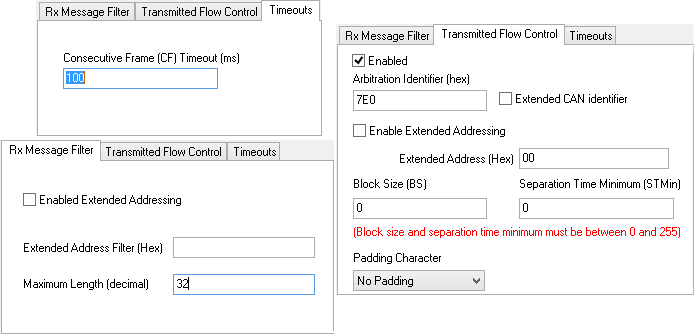 Rx Message Filter Transmitted Flow Control Timeouts
Consecutive Frame (CF) Timeout (ms)
100
Rx Message Filter Transmitted Flow Control Timeouts
Enabled Extended Addressing
Extended Address Filter (Hex)
Maximum Length (decimal) 32
Rx Message Filter Transmitted Flow Control Timeouts
Enabled
Arbitration Identifier (hex)
7E0 Extended CAN identifier
Enable Extended Addressing
Extended Address (Hex) 00
Block Size (BS) Separation Time Minimum (STMin)
0 0
(Block size and separation time minimum must be between 0 and 255)
Padding Character
No Padding